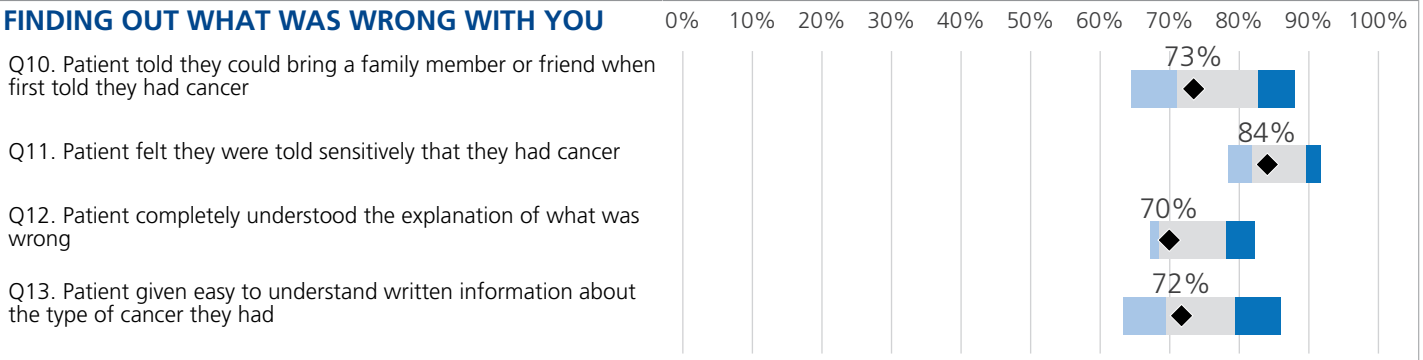 FINDING OUT WHAT WAS WRONG WITH YOU
0% 10% 20% 30% 40% 50% 60% 70% 80% 90% 100%
Q10. Patient told they could bring a family member or friend when
first told they had cancer
73%
Q11. Patient felt they were told sensitively that they had cancer
84%
Q12. Patient completely understood the explanation of what was
wrong
70%
Q13. Patient given easy to understand written information about
the type of cancer they had
72%